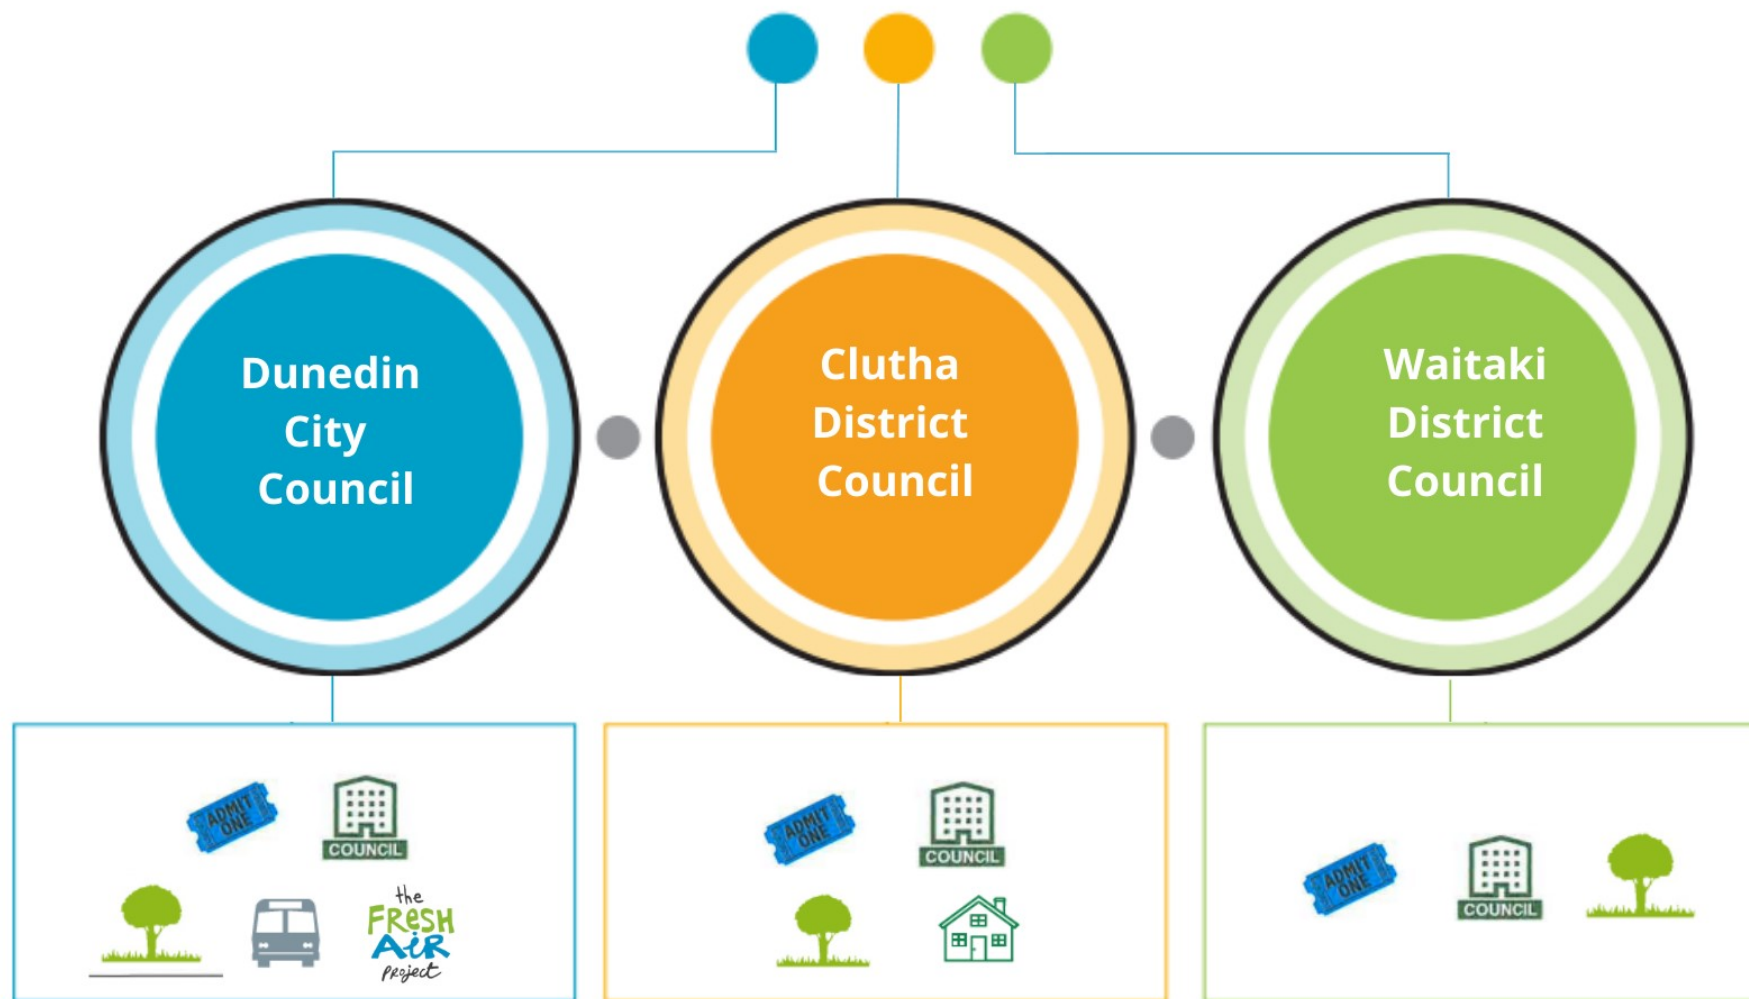 Dunedin
City
Council
Clutha
District
Council
Waitaki
District
Council
ADMIT
ONE
COUNCIL
the
FRESH
AiR
PROJECT
ADMIT
ONE
COUNCIL
ADMIT
ONE
COUNCIL